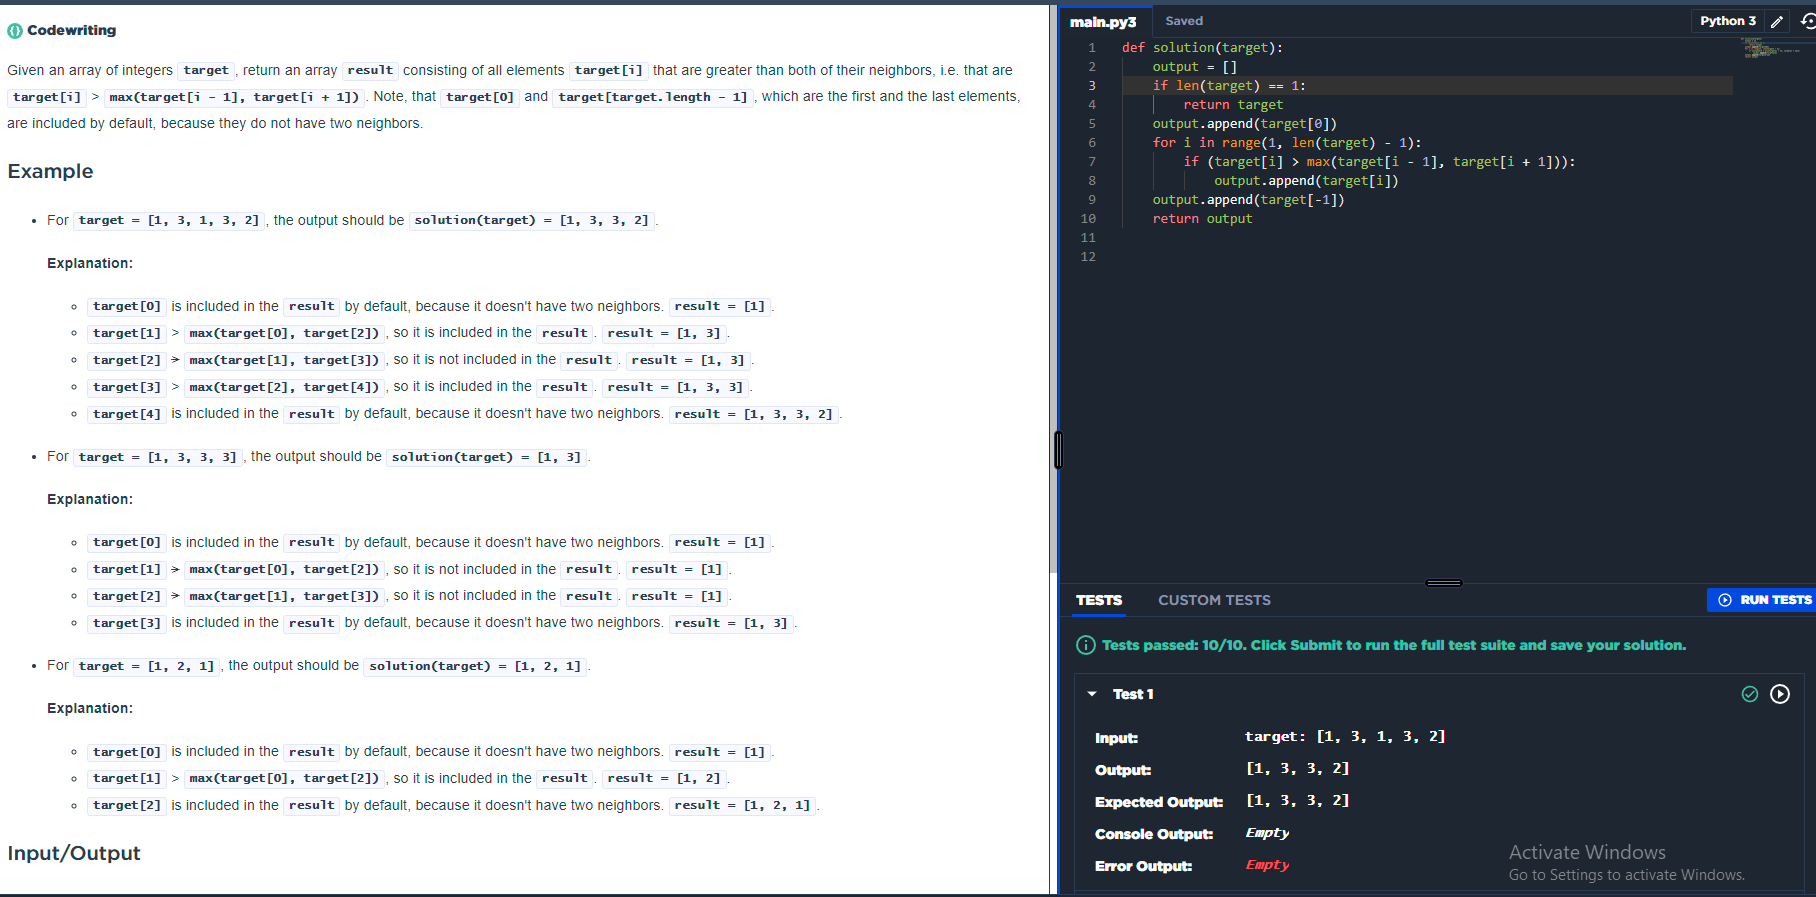 Codewriting
Given an array of integers target , return an array result consisting of all elements target[i] that are greater than both of their neighbors, i.e. that are
target[i] > max(target[i - 1], target[i + 1]) . Note, that target[0] and target[target.length - 1] , which are the first and the last elements,
are included by default, because they do not have two neighbors.
Example
• For target = [1, 3, 1, 3, 2] , the output should be solution(target) = [1, 3, 3, 2] .
Explanation:
◦ target[0] is included in the result by default, because it doesn't have two neighbors. result = [1] .
◦ target[1] > max(target[0], target[2]) , so it is included in the result . result = [1, 3] .
◦ target[2] ≯ max(target[1], target[3]) , so it is not included in the result . result = [1, 3] .
◦ target[3] > max(target[2], target[4]) , so it is included in the result . result = [1, 3, 3] .
◦ target[4] is included in the result by default, because it doesn't have two neighbors. result = [1, 3, 3, 2] .
• For target = [1, 3, 3, 3] , the output should be solution(target) = [1, 3] .
Explanation:
◦ target[0] is included in the result by default, because it doesn't have two neighbors. result = [1] .
◦ target[1] ≯ max(target[0], target[2]) , so it is not included in the result . result = [1] .
◦ target[2] ≯ max(target[1], target[3]) , so it is not included in the result . result = [1] .
◦ target[3] is included in the result by default, because it doesn't have two neighbors. result = [1, 3] .
• For target = [1, 2, 1] , the output should be solution(target) = [1, 2, 1] .
Explanation:
◦ target[0] is included in the result by default, because it doesn't have two neighbors. result = [1] .
◦ target[1] > max(target[0], target[2]) , so it is included in the result . result = [1, 2] .
◦ target[2] is included in the result by default, because it doesn't have two neighbors. result = [1, 2, 1] .
Input/Output
main.py3 Saved Python 3
1 def solution(target):
2     output = []
3     if len(target) == 1:
4         return target
5     output.append(target[0])
6     for i in range(1, len(target) - 1):
7         if (target[i] > max(target[i - 1], target[i + 1])):
8             output.append(target[i])
9     output.append(target[-1])
10     return output
11
12
TESTS CUSTOM TESTS RUN TESTS
Tests passed: 10/10. Click Submit to run the full test suite and save your solution.
Test 1
Input: target: [1, 3, 1, 3, 2]
Output: [1, 3, 3, 2]
Expected Output: [1, 3, 3, 2]
Console Output: Empty
Error Output: Empty
Activate Windows
Go to Settings to activate Windows.